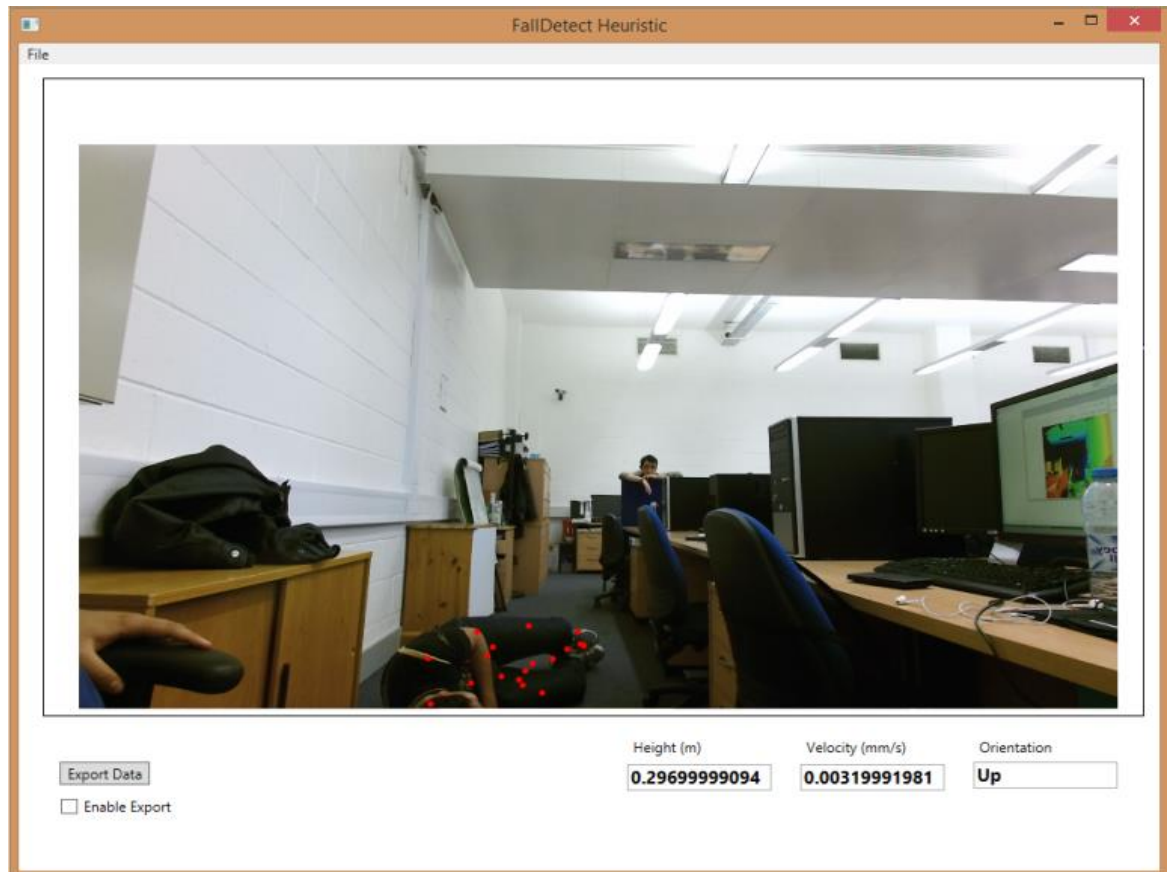 FallDetect Heuristic
File
Height (m)
Velocity (mm/s)
Orientation
Export Data
0.29699999094
0.00319991981
Up
Enable Export